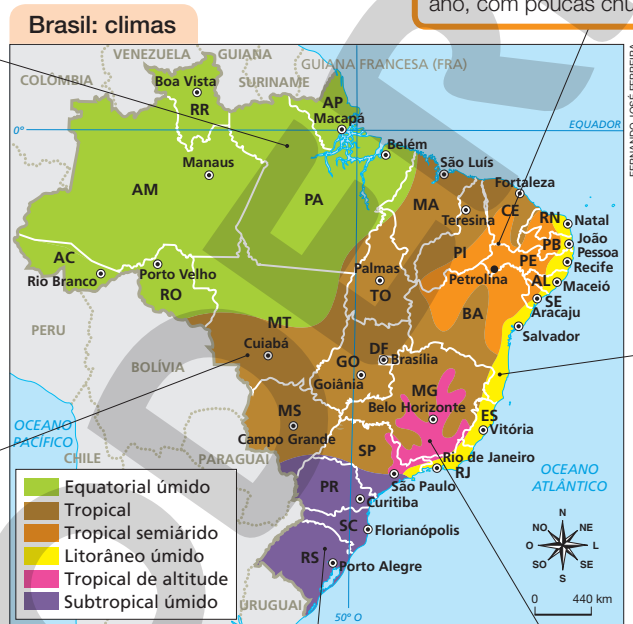 ano, com poucas chu
Brasil: climas
FERNANDO JOSÉ FERREIRA
VENEZUELA
GUIANA
COLÔMBIA
SURINAME
GUIANA FRANCESA (FRA)
Boa Vista
RR
AP
Macapá
0°
EQUADOR
Belém
São Luís
Manaus
Fortaleza
AM
PA
MA
CE
Teresina
RN
Natal
PB
João
Pessoa
PI
PE
Recife
AC
Porto Velho
Palmas
Petrolina
AL
Maceió
Rio Branco
RO
TO
SE
Aracaju
BA
MT
Salvador
PERU
Cuiabá
DF
Brasília
BOLÍVIA
GO
Goiânia
MG
Belo Horizonte
MS
ES
OCEANO
PACÍFICO
Campo Grande
Vitória
SP
CHILE
PARAGUAI
Rio de Janeiro
RJ
OCEANO
ATLÂNTICO
São Paulo
PR
Curitiba
SC
Florianópolis
RS
Porto Alegre
URUGUAI
50° O
Equatorial úmido
Tropical
Tropical semiárido
Litorâneo úmido
Tropical de altitude
Subtropical úmido
N
NO
NE
O
L
SO
SE
S
0
440 km